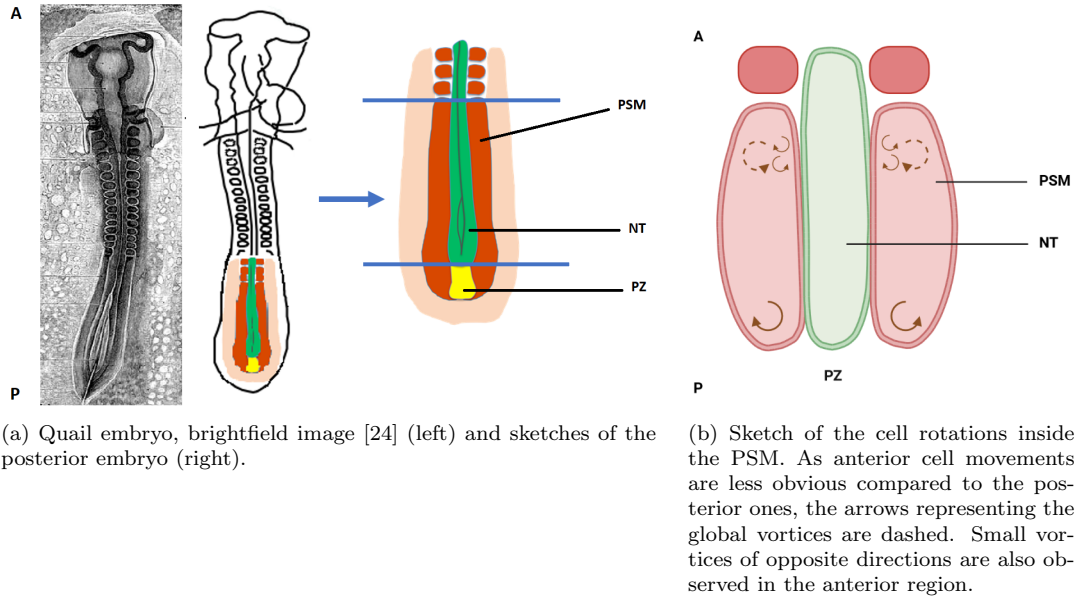 A
P
PSM
NT
PZ
(a) Quail embryo, brightfield image [24] (left) and sketches of the
posterior embryo (right).
A
PSM
NT
PZ
P
(b) Sketch of the cell rotations inside
the PSM. As anterior cell movements
are less obvious compared to the pos-
terior ones, the arrows representing the
global vortices are dashed. Small vor-
tices of opposite directions are also ob-
served in the anterior region.